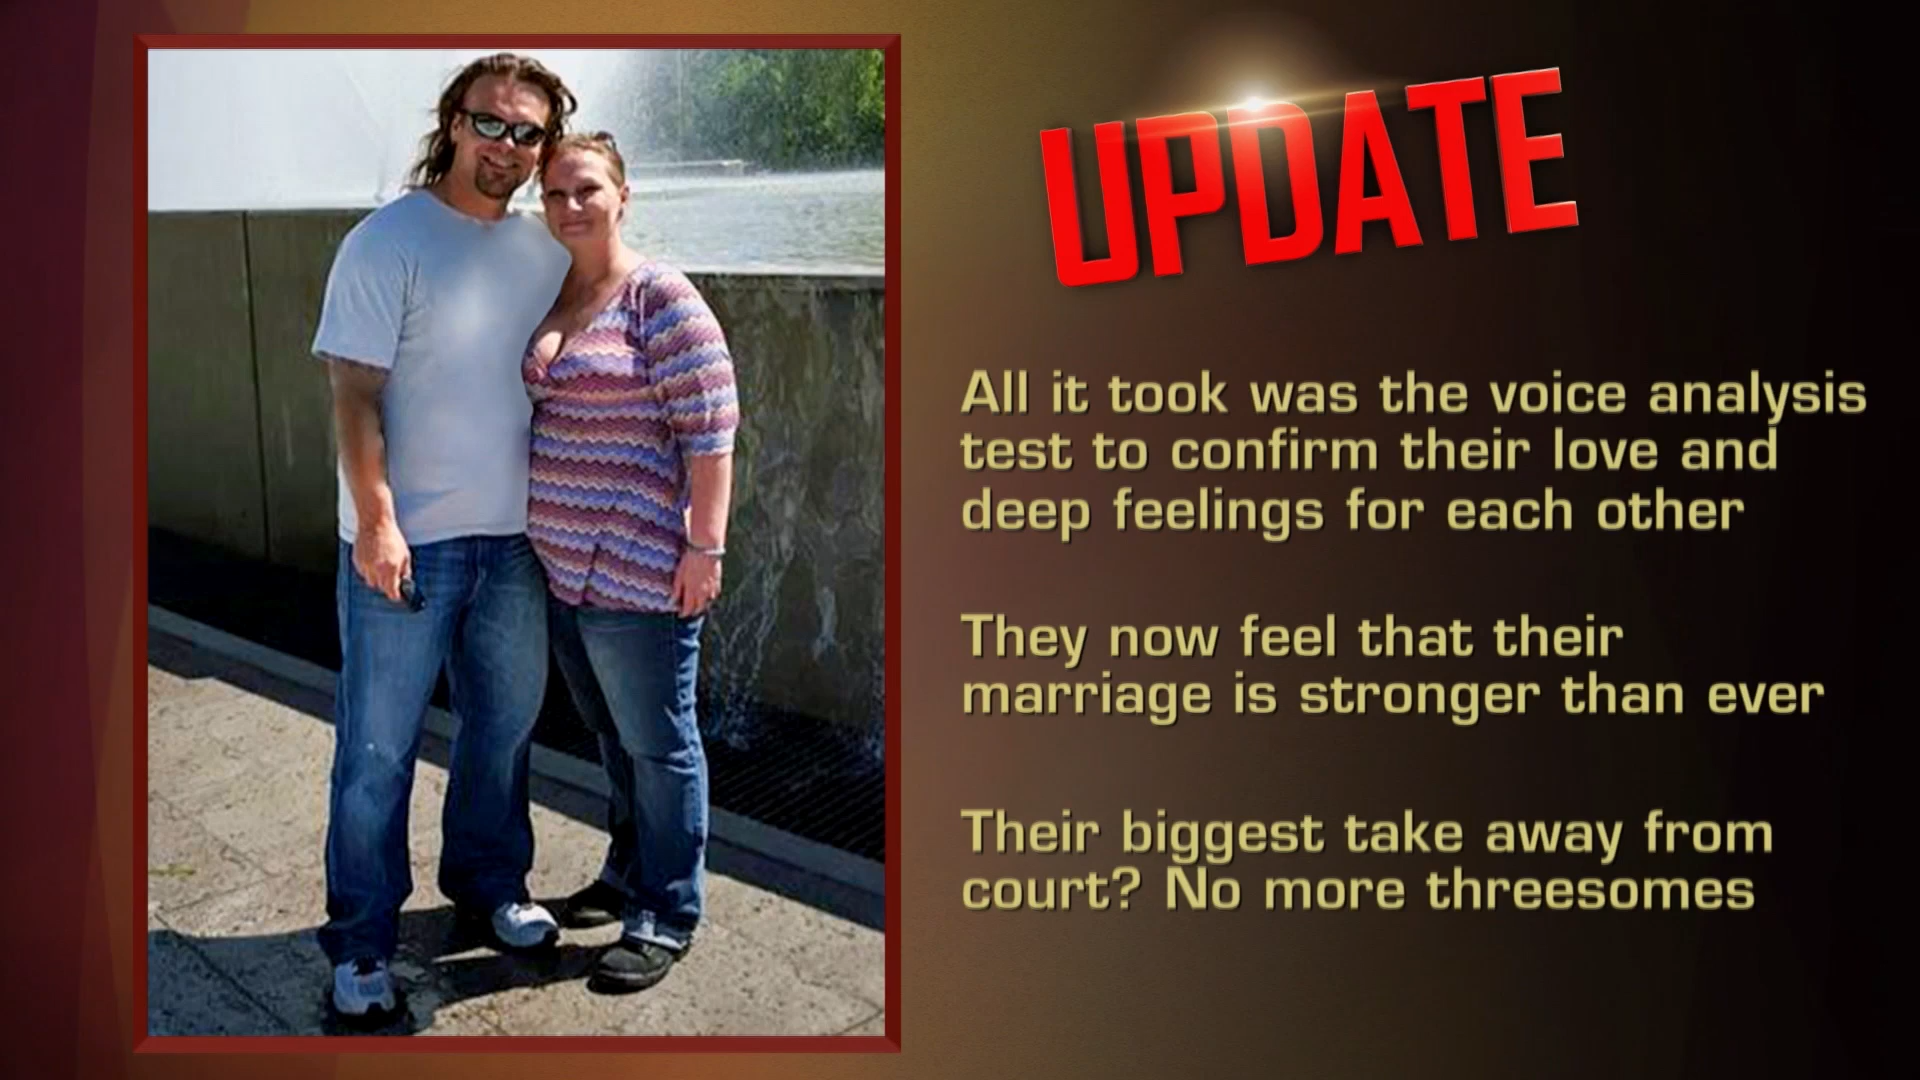 UPDATE
All it took was the voice analysis
test to confirm their love and
deep feelings for each other
They now feel that their
marriage is stronger than ever
Their biggest take away from
court? No more threesomes